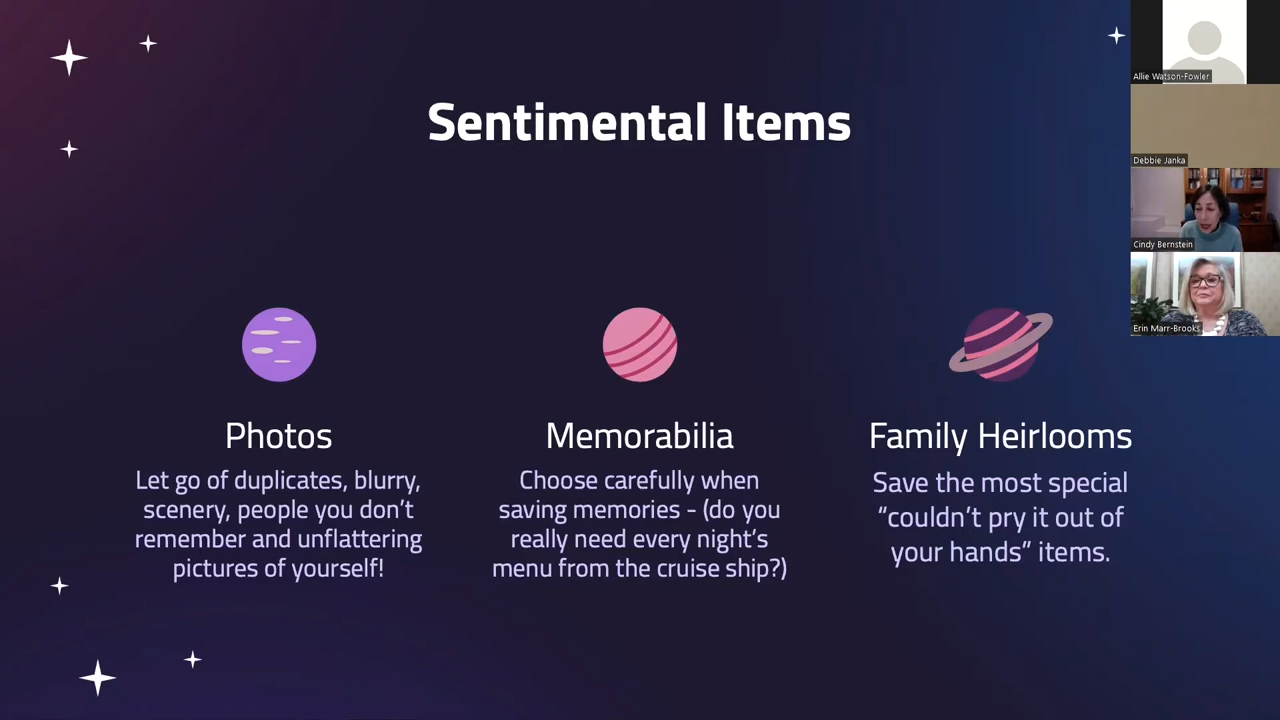 Sentimental Items
Photos
Let go of duplicates, blurry,
scenery, people you don't
remember and unflattering
pictures of yourself!
Memorabilia
Choose carefully when
saving memories - (do you
really need every night's
menu from the cruise ship?)
Family Heirlooms
Save the most special
“couldn't pry it out of
your hands” items.
Allie Watson-Fowler
Debbie Janka
Cindy Bernstein
Erin Marr-Brooks